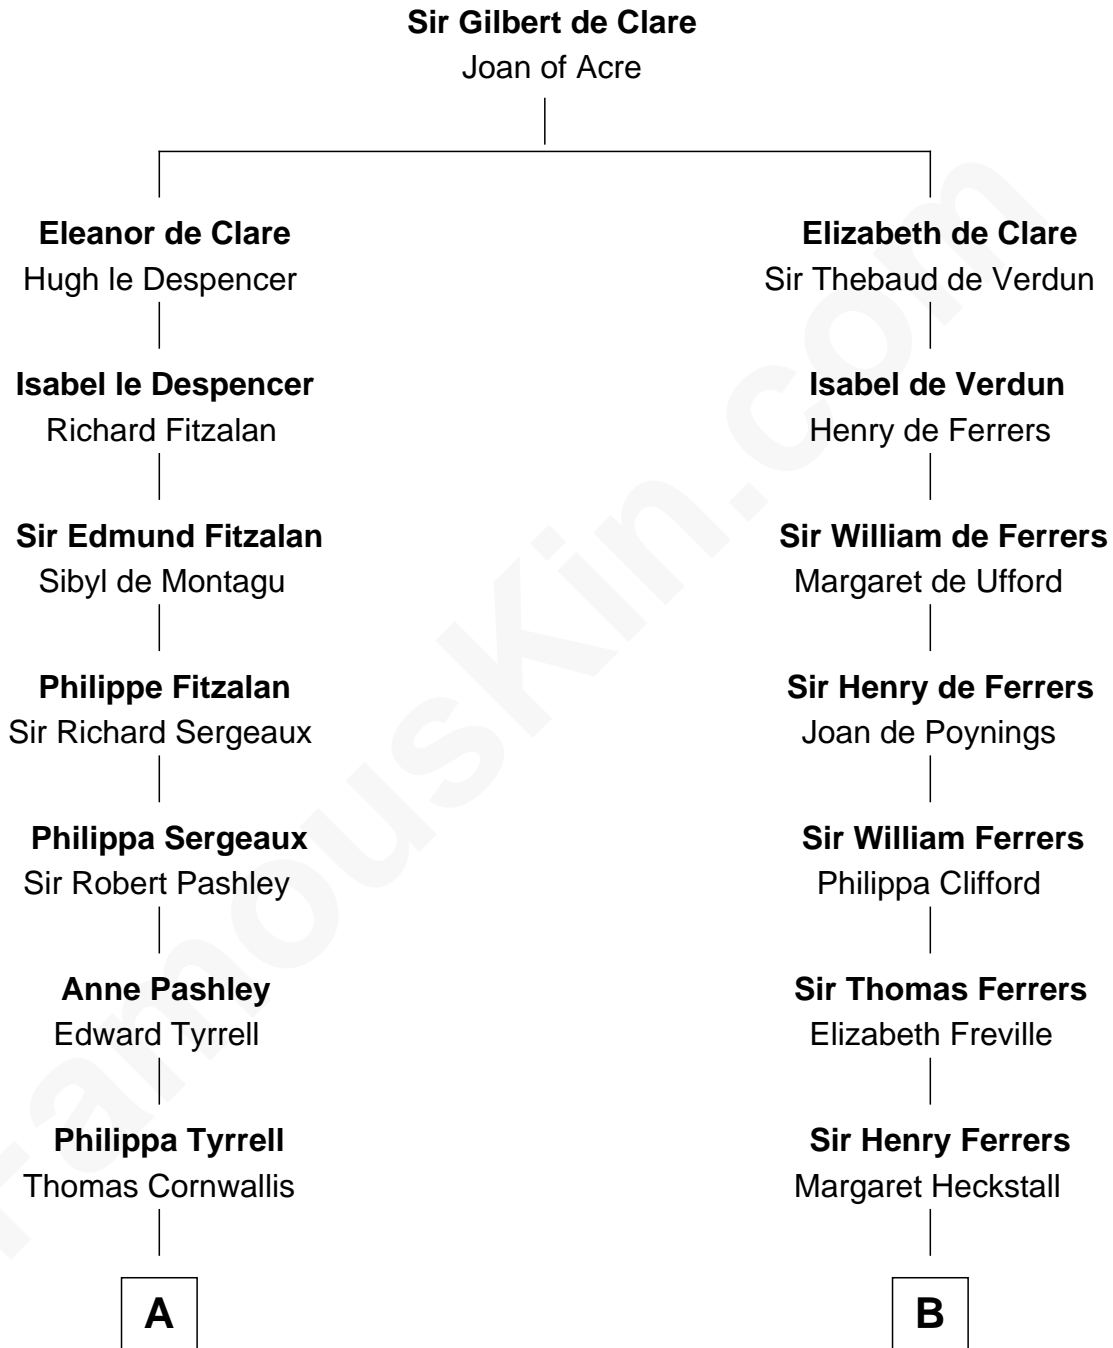 Sir Gilbert de Clare
Joan of Acre
Eleanor de Clare
Hugh le Despencer
Elizabeth de Clare
Sir Thebaud de Verdun
Isabel le Despencer
Richard Fitzalan
Isabel de Verdun
Henry de Ferrers
Sir Edmund Fitzalan
Sibyl de Montagu
Sir William de Ferrers
Margaret de Ufford
Philippe Fitzalan
Sir Richard Sergeaux
Sir Henry de Ferrers
Joan de Poynings
Philippa Sergeaux
Sir Robert Pashley
Sir William Ferrers
Philippa Clifford
Anne Pashley
Edward Tyrrell
Sir Thomas Ferrers
Elizabeth Freville
Philippa Tyrrell
Thomas Cornwallis
Sir Henry Ferrers
Margaret Heckstall
A
B
FamousKin.com